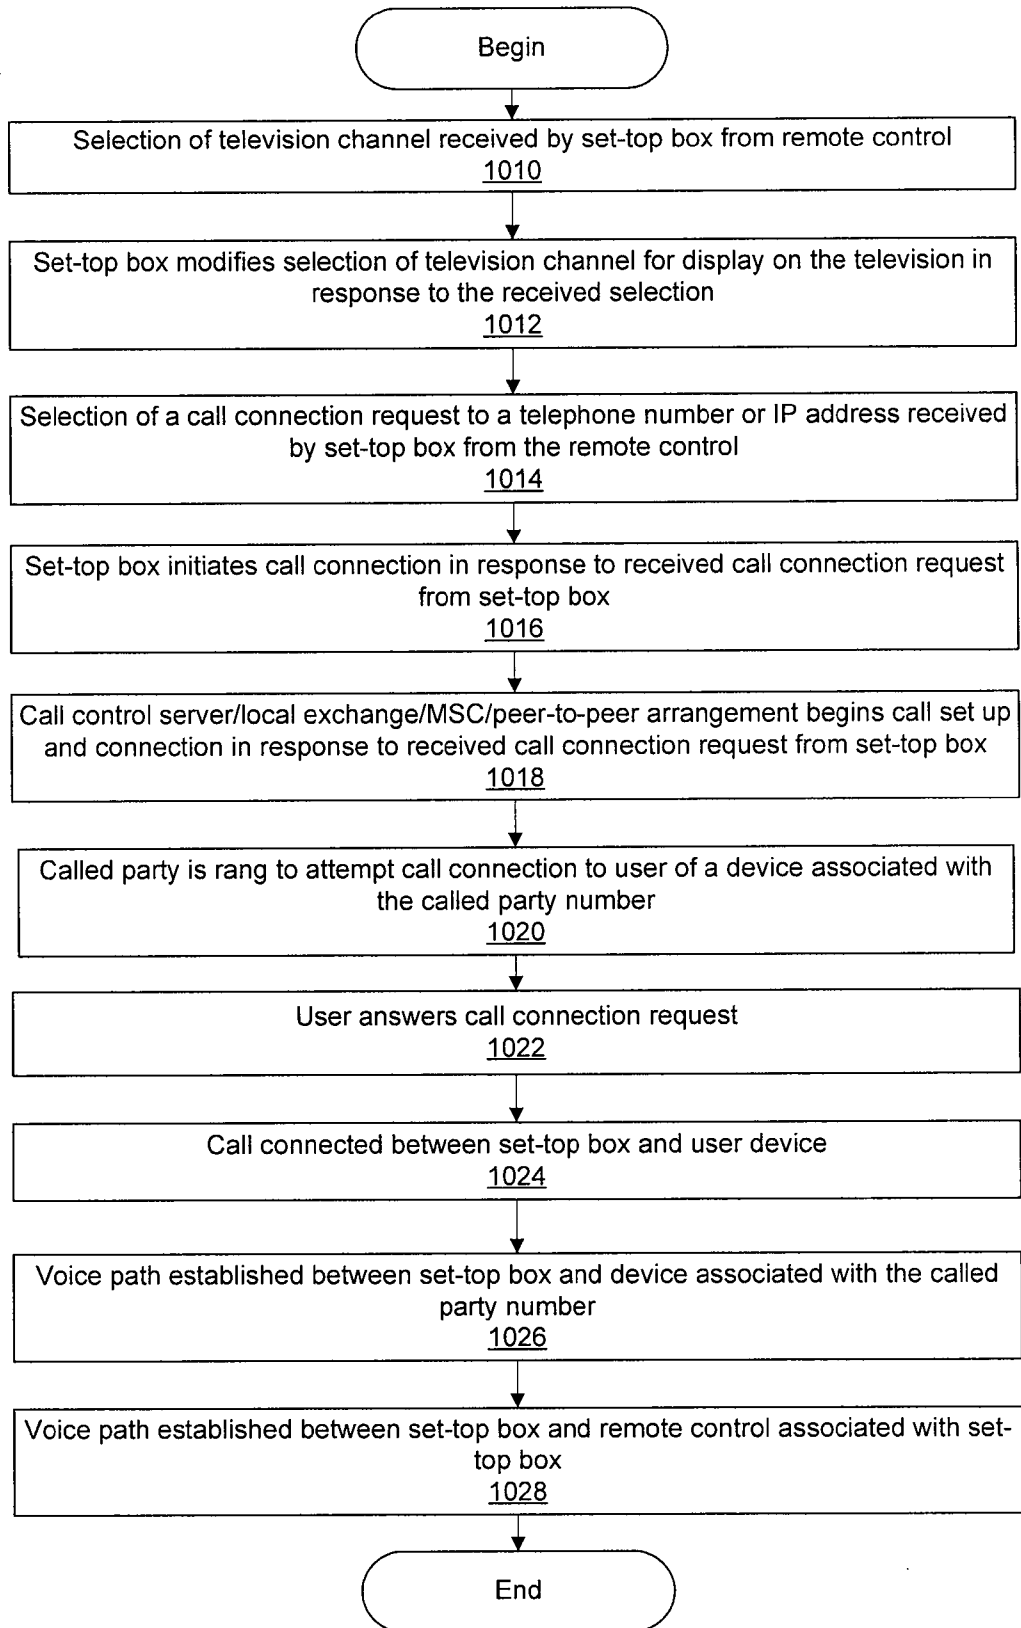 Begin
Selection of television channel received by set-top box from remote control
1010
Set-top box modifies selection of television channel for display on the television in
response to the received selection
1012
Selection of a call connection request to a telephone number or IP address received
by set-top box from the remote control
1014
Set-top box initiates call connection in response to received call connection request
from set-top box
1016
Call control server/local exchange/MSC/peer-to-peer arrangement begins call set up
and connection in response to received call connection request from set-top box
1018
Called party is rang to attempt call connection to user of a device associated with
the called party number
1020
User answers call connection request
1022
Call connected between set-top box and user device
1024
Voice path established between set-top box and device associated with the called
party number
1026
Voice path established between set-top box and remote control associated with set-
top box
1028
End